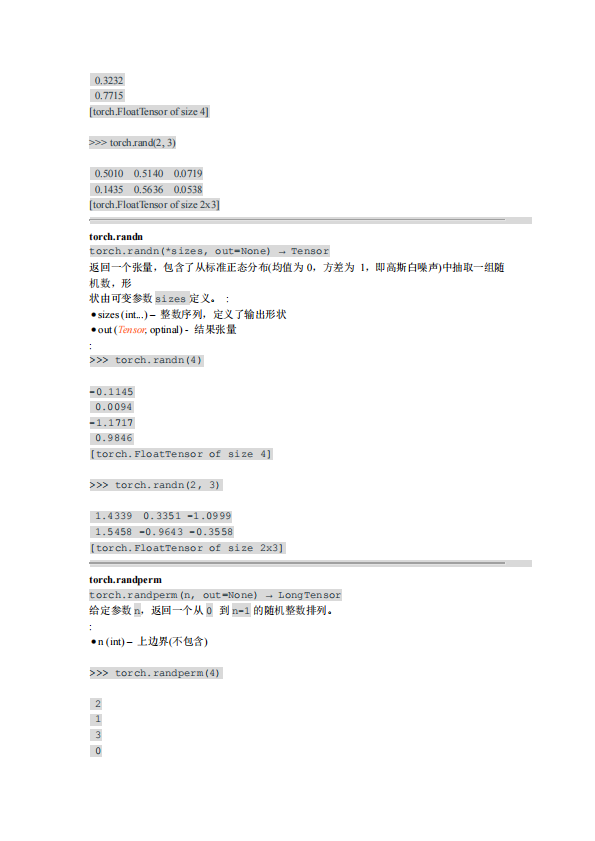 0.3232
0.7715
[torch.FloatTensor of size 4]
>>> torch.rand(2, 3)
0.5010 0.5140 0.0719
0.1435 0.5636 0.0538
[torch.FloatTensor of size 2x3]
torch.randn
torch.randn(*sizes, out=None) → Tensor
返回一个张量，包含了从标准正态分布(均值为 0，方差为 1，即高斯白噪声)中抽取一组随
机数，形
状由可变参数 sizes 定义。 :
● sizes (int...) – 整数序列，定义了输出形状
● out (Tensor, optinal) - 结果张量
:
>>> torch.randn(4)
-0.1145
0.0094
-1.1717
0.9846
[torch.FloatTensor of size 4]
>>> torch.randn(2, 3)
1.4339 0.3351 -1.0999
1.5458 -0.9643 -0.3558
[torch.FloatTensor of size 2x3]
torch.randperm
torch.randperm(n, out=None) → LongTensor
给定参数 n，返回一个从 0 到 n-1 的随机整数排列。
:
● n (int) – 上边界(不包含)
>>> torch.randperm(4)
2
1
3
0